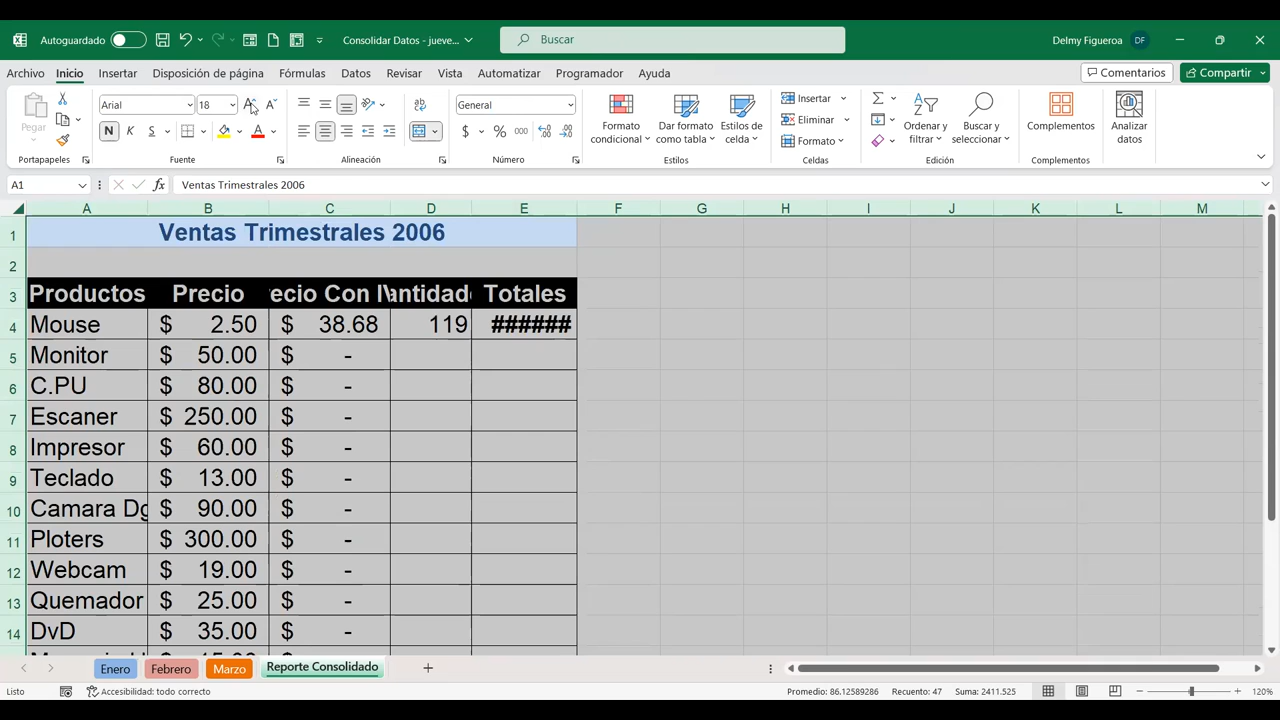 Autoguardado
Consolidar Datos - jueve...
Buscar
Delmy Figueroa DF
Archivo Inicio Insertar Disposición de página Fórmulas Datos Revisar Vista Automatizar Programador Ayuda
Comentarios Compartir
Pegar
Arial 18
N K S
General
$ % 000
Formato condicional
Dar formato como tabla
Estilos de celda
Insertar
Eliminar
Formato
Ordenar y filtrar
Buscar y seleccionar
Complementos
Analizar datos
Portapapeles Fuente Alineación Número Estilos Celdas Edición Complementos
A1 fx Ventas Trimestrales 2006
A B C D E F G H I J K L M
1 Ventas Trimestrales 2006
2
3 Productos Precio ecio Con I antidad Totales
4 Mouse $ 2.50 $ 38.68 119 ######
5 Monitor $ 50.00 $ -
6 C.PU $ 80.00 $ -
7 Escaner $ 250.00 $ -
8 Impresor $ 60.00 $ -
9 Teclado $ 13.00 $ -
10 Camara Dg $ 90.00 $ -
11 Ploters $ 300.00 $ -
12 Webcam $ 19.00 $ -
13 Quemador $ 25.00 $ -
14 DvD $ 35.00 $ -
Enero Febrero Marzo Reporte Consolidado
Listo Accesibilidad: todo correcto Promedio: 86.12589286 Recuento: 47 Suma: 2411.525 120%